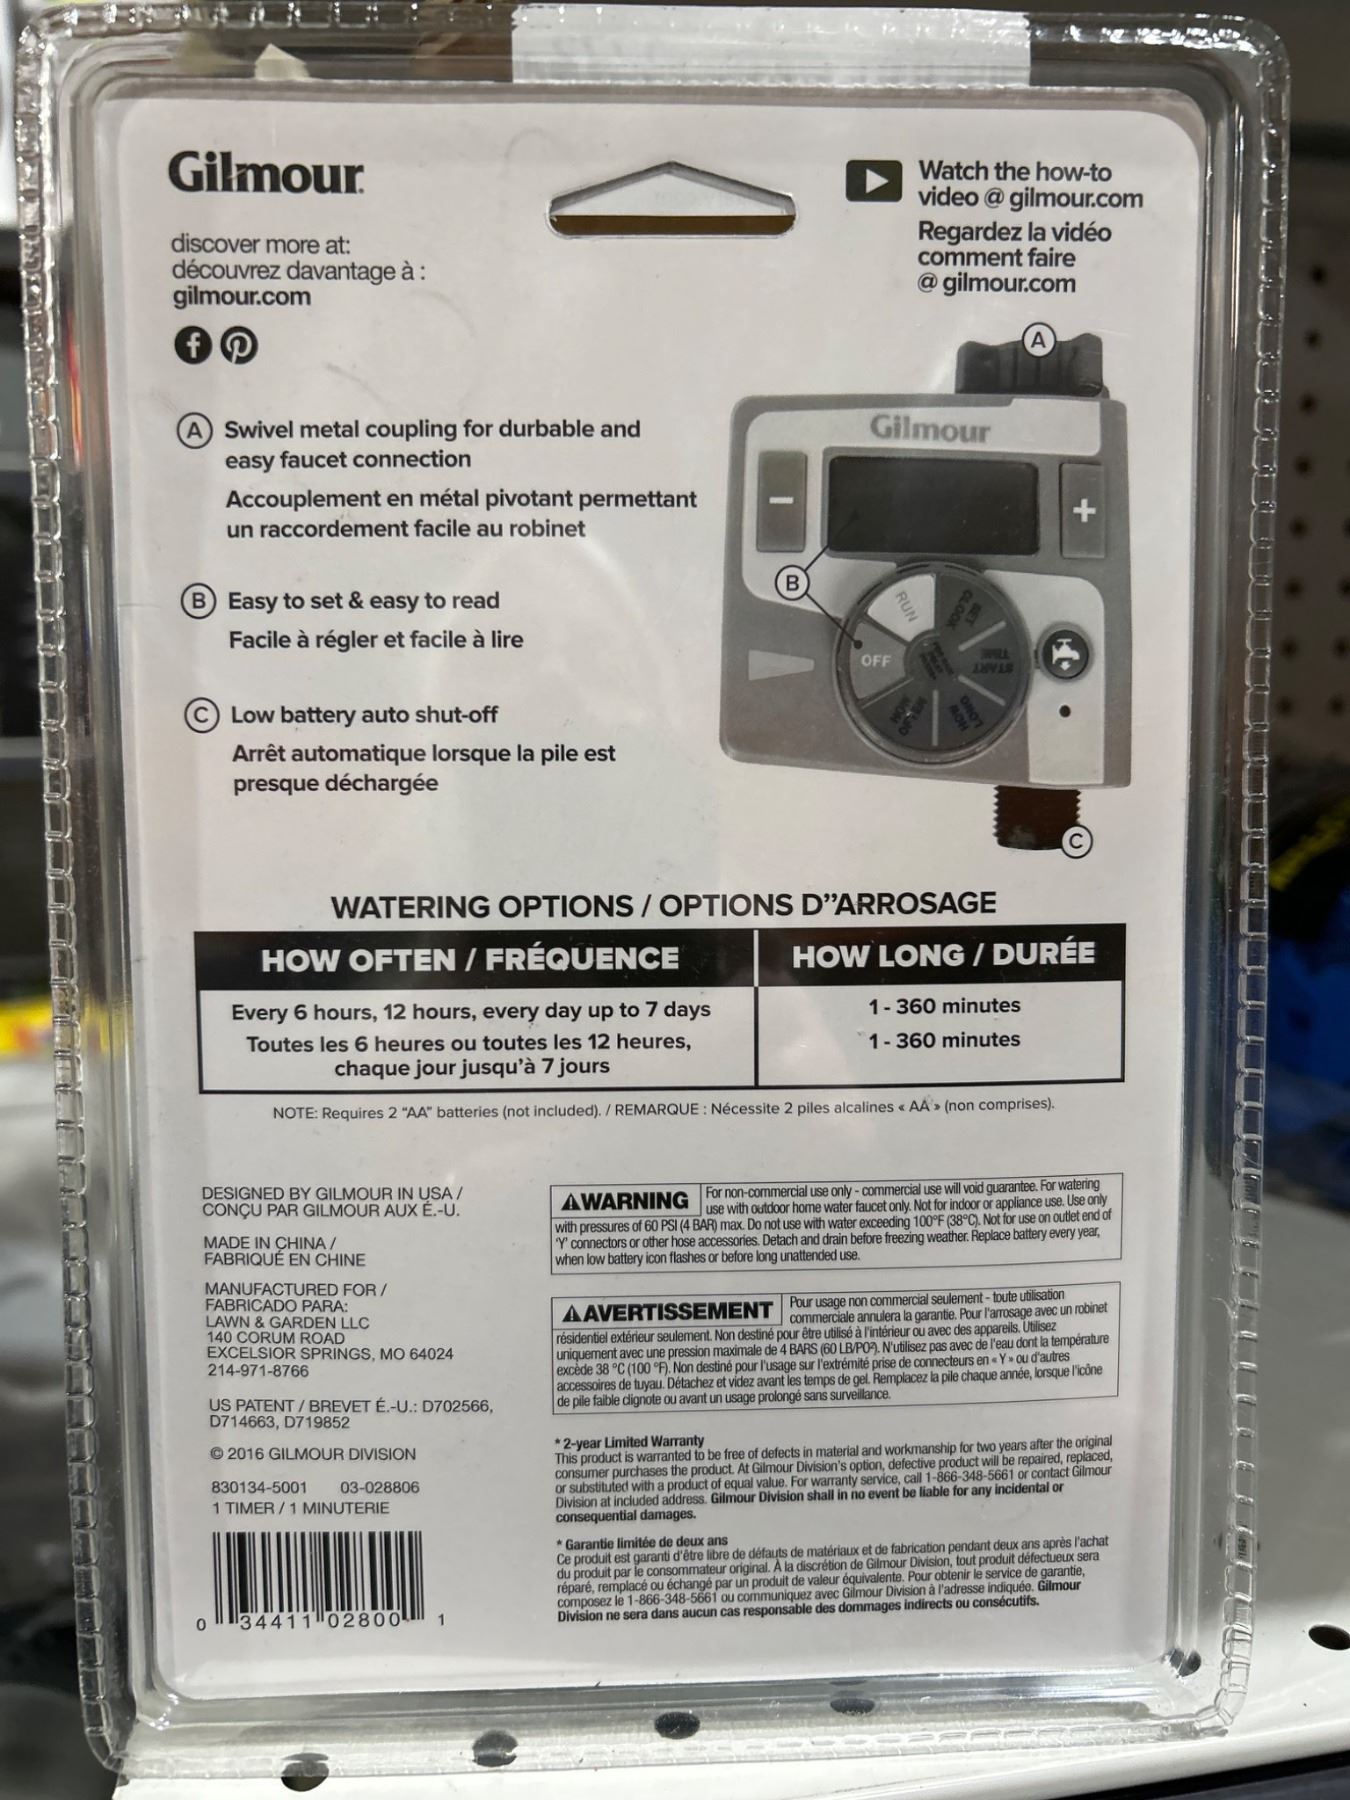 Gilmour.
discover more at:
découvrez davantage à :
gilmour.com
Watch the how-to
video @ gilmour.com
Regardez la vidéo
comment faire
@ gilmour.com
A Swivel metal coupling for durbable and
easy faucet connection
Accouplement en métal pivotant permettant
un raccordement facile au robinet
B Easy to set & easy to read
Facile à régler et facile à lire
C Low battery auto shut-off
Arrêt automatique lorsque la pile est
presque déchargée
A
Gilmour
-
+
B
RUN
SET CLOCK
START TIME
HOW LONG
HOW OFTEN
OFF
C
WATERING OPTIONS / OPTIONS D”ARROSAGE
HOW OFTEN / FRÉQUENCE
HOW LONG / DURÉE
Every 6 hours, 12 hours, every day up to 7 days
1 - 360 minutes
Toutes les 6 heures ou toutes les 12 heures,
chaque jour jusqu'à 7 jours
1 - 360 minutes
NOTE: Requires 2 “AA” batteries (not included). / REMARQUE : Nécessite 2 piles alcalines « AA » (non comprises).
DESIGNED BY GILMOUR IN USA /
CONÇU PAR GILMOUR AUX É.-U.
MADE IN CHINA /
FABRIQUÉ EN CHINE
MANUFACTURED FOR /
FABRICADO PARA:
LAWN & GARDEN LLC
140 CORUM ROAD
EXCELSIOR SPRINGS, MO 64024
214-971-8766
US PATENT / BREVET É.-U.: D702566,
D714663, D719852
© 2016 GILMOUR DIVISION
830134-5001 03-028806
1 TIMER / 1 MINUTERIE
0 34411 02800 1
WARNING For non-commercial use only - commercial use will void guarantee. For watering
use with outdoor home water faucet only. Not for indoor or appliance use. Use only
with pressures of 60 PSI (4 BAR) max. Do not use with water exceeding 100°F (38°C). Not for use on outlet end of
'Y' connectors or other hose accessories. Detach and drain before freezing weather. Replace battery every year,
when low battery icon flashes or before long unattended use.
AVERTISSEMENT Pour usage non commercial seulement - toute utilisation
commerciale annulera la garantie. Pour l'arrosage avec un robinet
résidentiel extérieur seulement. Non destiné pour être utilisé à l'intérieur ou avec des appareils. Utilisez
uniquement avec une pression maximale de 4 BARS (60 LB/PO²). N'utilisez pas avec de l'eau dont la température
excède 38 °C (100 °F). Non destiné pour l'usage sur l'extrémité prise de connecteurs en « Y » ou d'autres
accessoires de tuyau. Détachez et videz avant les temps de gel. Remplacez la pile chaque année, lorsque l'icône
de pile faible clignote ou avant un usage prolongé sans surveillance.
* 2-year Limited Warranty
This product is warranted to be free of defects in material and workmanship for two years after the original
consumer purchases the product. At Gilmour Division's option, defective product will be repaired, replaced,
or substituted with a product of equal value. For warranty service, call 1-866-348-5661 or contact Gilmour
Division at included address. Gilmour Division shall in no event be liable for any incidental or
consequential damages.
* Garantie limitée de deux ans
Ce produit est garanti d'être libre de défauts de matériaux et de fabrication pendant deux ans après l'achat
du produit par le consommateur original. À la discrétion de Gilmour Division, tout produit défectueux sera
réparé, remplacé ou échangé par un produit de valeur équivalente. Pour obtenir le service de garantie,
composez le 1-866-348-5661 ou communiquez avec Gilmour Division à l'adresse indiquée. Gilmour
Division ne sera dans aucun cas responsable des dommages indirects ou consécutifs.